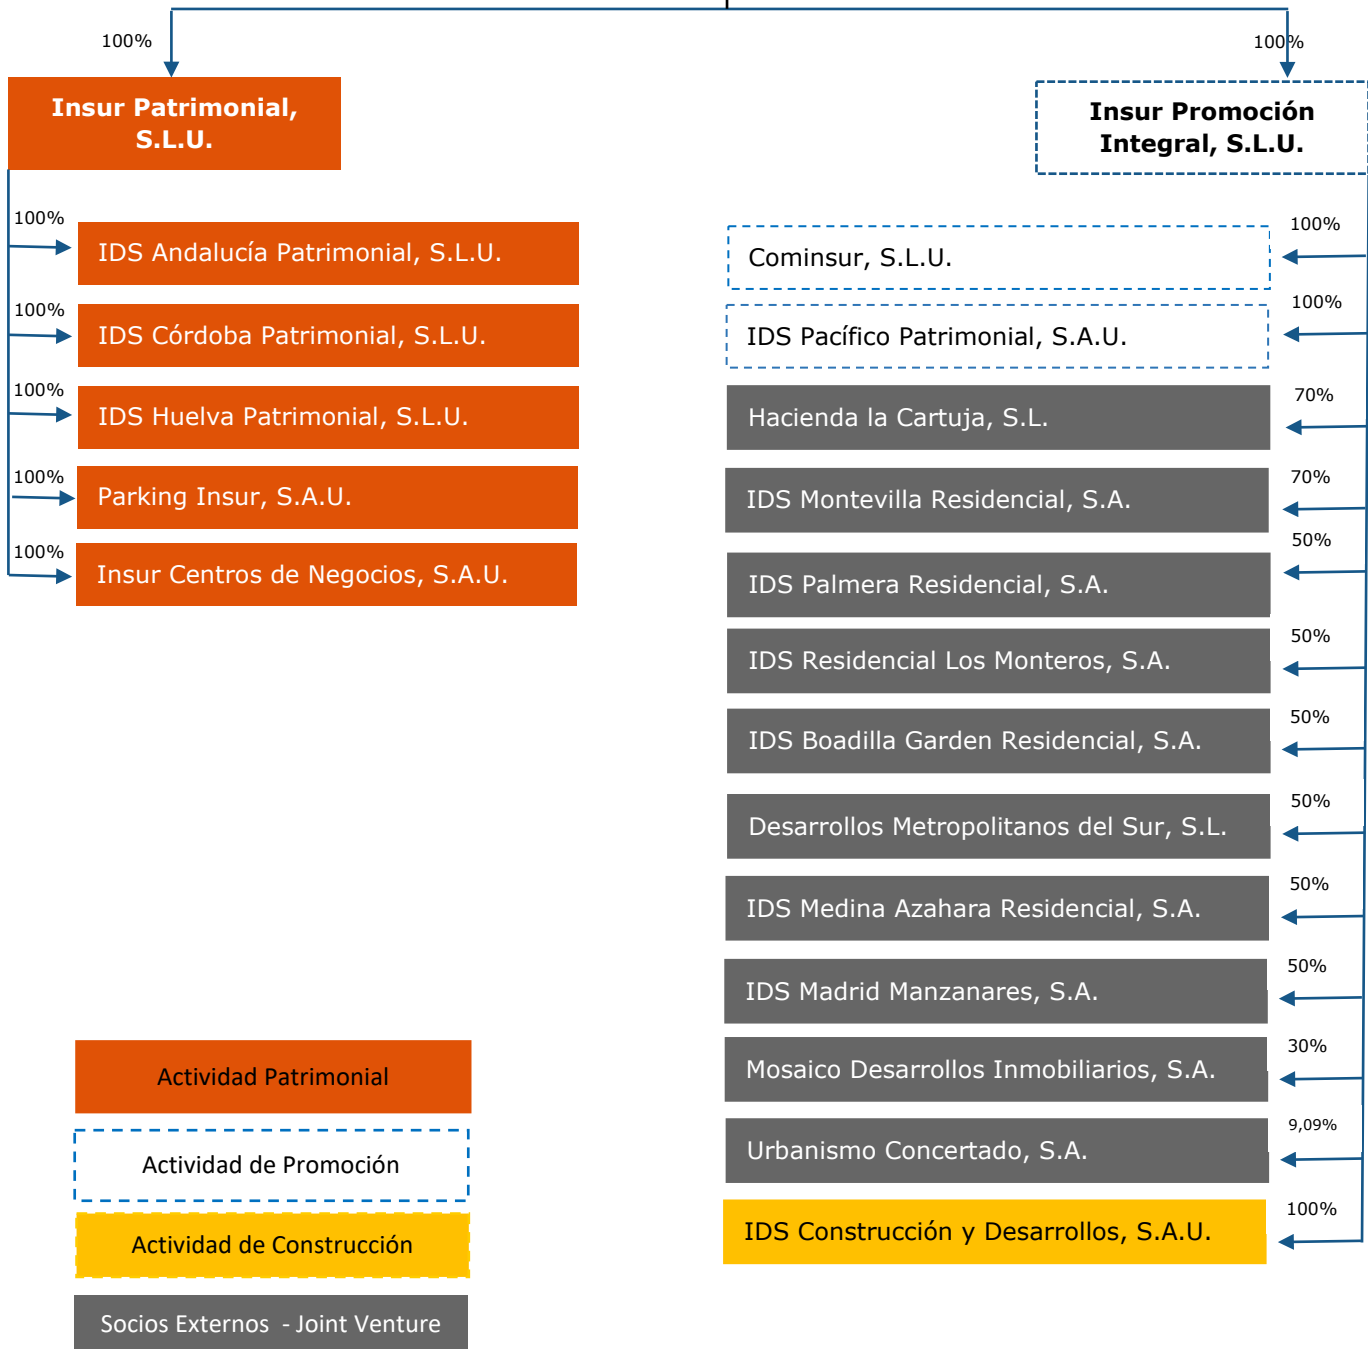 100%
100%
Insur Patrimonial,
S.L.U.
Insur Promoción
Integral, S.L.U.
100%
IDS Andalucía Patrimonial, S.L.U.
100%
IDS Córdoba Patrimonial, S.L.U.
100%
IDS Huelva Patrimonial, S.L.U.
100%
Parking Insur, S.A.U.
100%
Insur Centros de Negocios, S.A.U.
Cominsur, S.L.U.
100%
IDS Pacífico Patrimonial, S.A.U.
100%
Hacienda la Cartuja, S.L.
70%
IDS Montevilla Residencial, S.A.
70%
IDS Palmera Residencial, S.A.
50%
IDS Residencial Los Monteros, S.A.
50%
IDS Boadilla Garden Residencial, S.A.
50%
Desarrollos Metropolitanos del Sur, S.L.
50%
IDS Medina Azahara Residencial, S.A.
50%
IDS Madrid Manzanares, S.A.
50%
Mosaico Desarrollos Inmobiliarios, S.A.
30%
Urbanismo Concertado, S.A.
9,09%
IDS Construcción y Desarrollos, S.A.U.
100%
Actividad Patrimonial
Actividad de Promoción
Actividad de Construcción
Socios Externos - Joint Venture